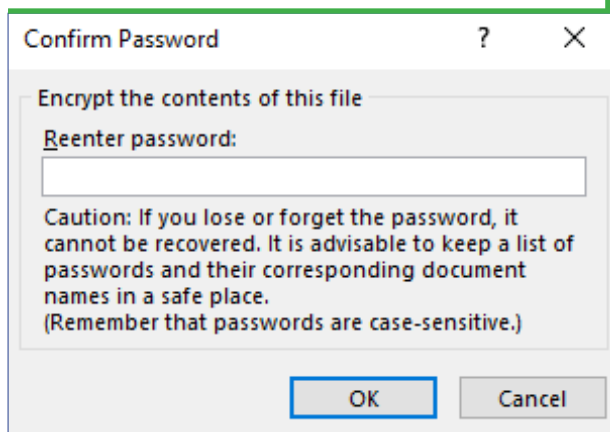 Confirm Password ?
Encrypt the contents of this file
Reenter password:
Caution: If you lose or forget the password, it
cannot be recovered. It is advisable to keep a list of
passwords and their corresponding document
names in a safe place.
(Remember that passwords are case-sensitive.)
OK Cancel